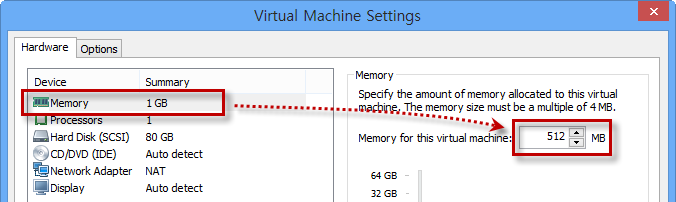 Virtual Machine Settings
Hardware Options
Device Summary
Memory 1 GB
Processors 1
Hard Disk (SCSI) 80 GB
CD/DVD (IDE) Auto detect
Network Adapter NAT
Display Auto detect
Memory
Specify the amount of memory allocated to this virtual
machine. The memory size must be a multiple of 4 MB.
Memory for this virtual machine: 512 MB
64 GB
32 GB